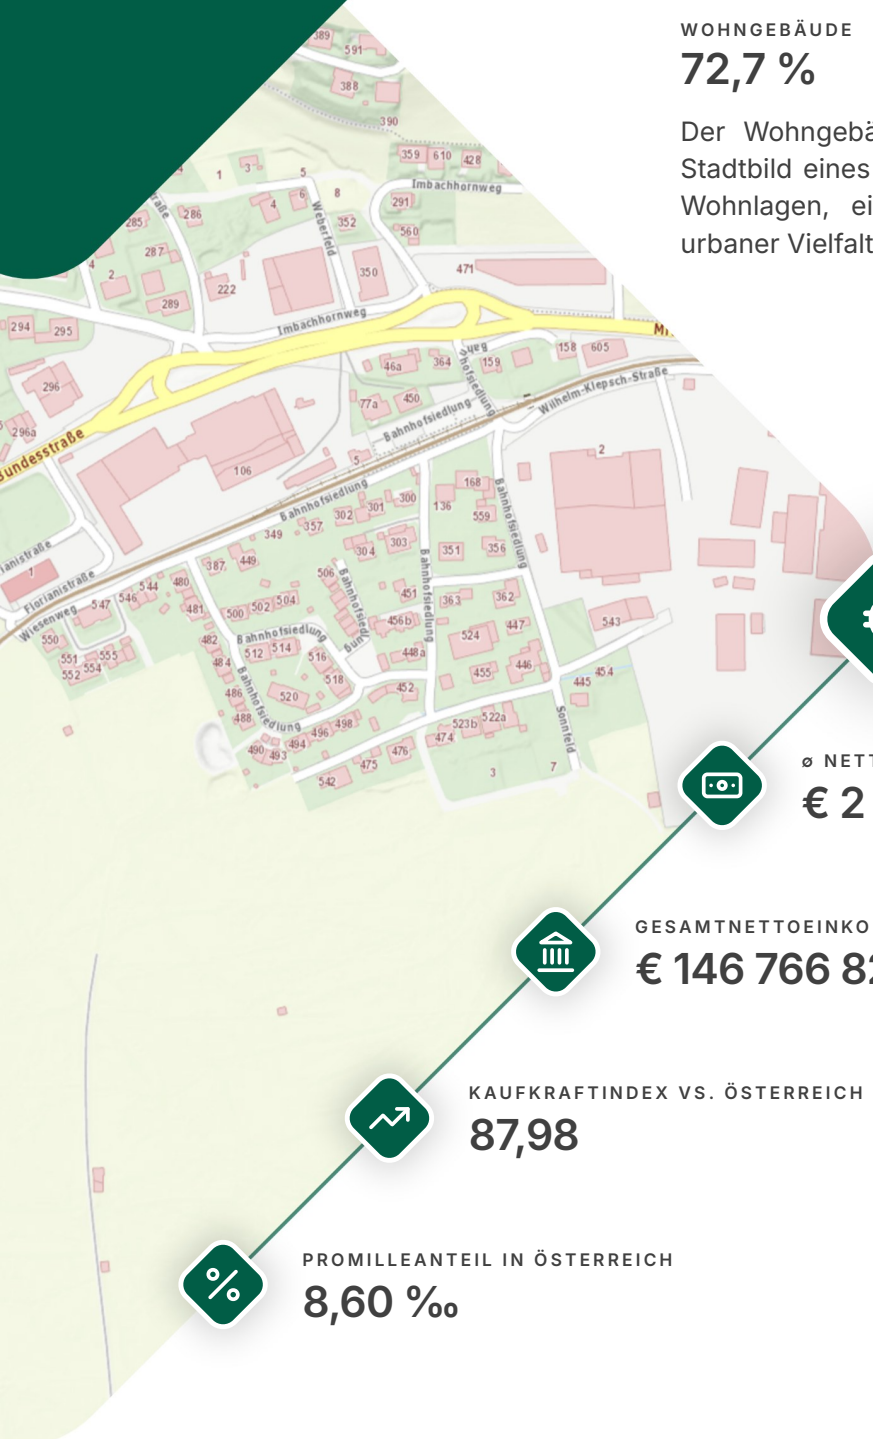 WOHNGEBÄUDE
72,7 %
Der Wohngebä
Stadtbild eines
Wohnlagen, ei
urbaner Vielfalt
389
591
388
390
359 610 428
Imbachhornweg
1 3 5
8
291
4 6
352
560
Weberfeld
285 286
287
4 2
289
222
350
471
Imbachhornweg
294 295
296
296a
Bundesstraße
46a 364 159
158 605
77a 450
Bahnhofsiedlung
Wilhelm-Klepsch-Straße
106
5
2
168
136
559
Bahnhofsiedlung
300
301
302
357
349
Bahnhofsiedlung
304 303
351 356
387 449
506
Bahnhofsiedlung
1
Florianistraße
Wiesenweg
547 546 544 480
481
500 502 504
451
363 362
550
551 555
552 554
482
484
Bahnhofsiedlung
512 514
516
518
520
456b
448a
524
447
543
486
488
Bahnhofsiedlung
452
455 446
445 454
490 493 494 496 498
474 523b 522a
Sonnfeld
475 476
542
3 7
ø NETT
€ 2
GESAMTNETTOEINKO
€ 146 766 82
KAUFKRAFTINDEX VS. ÖSTERREICH
87,98
PROMILLEANTEIL IN ÖSTERREICH
8,60 ‰